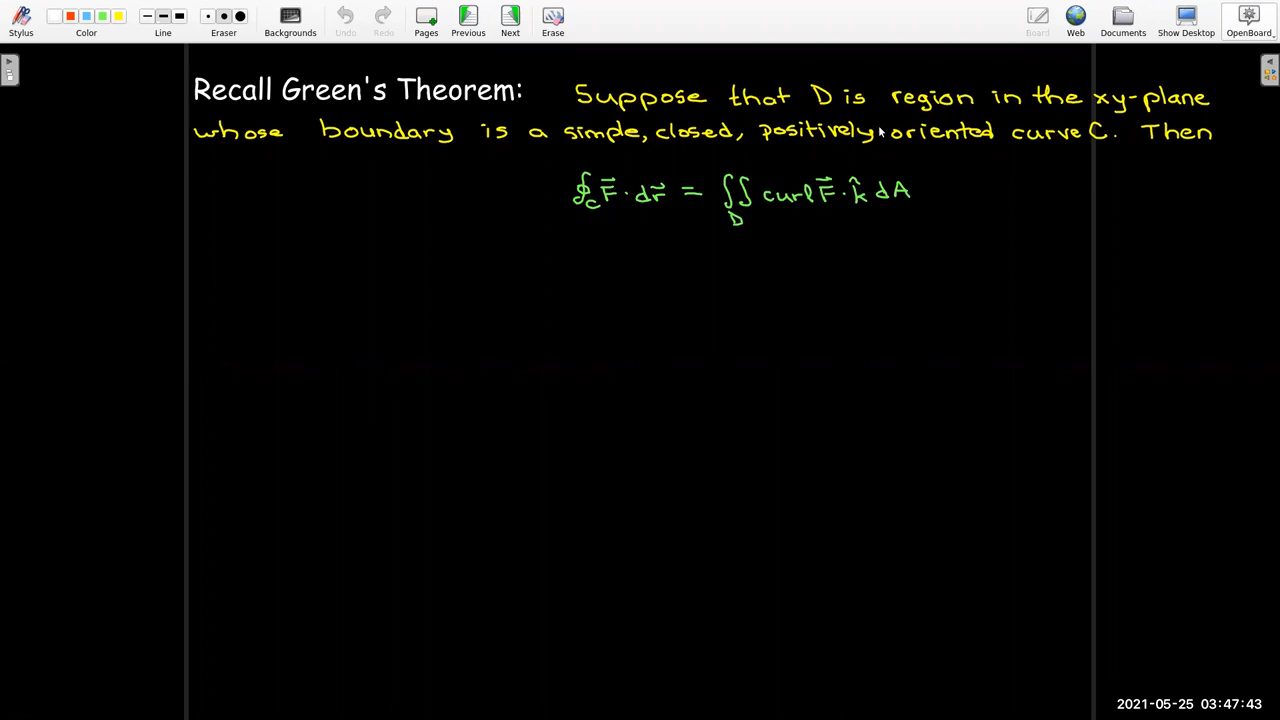 Stylus Color Line Eraser Backgrounds Undo Redo Pages Previous Next Erase Board Web Documents Show Desktop OpenBoard
Recall Green's Theorem: Suppose that D is region in the xy-plane
whose boundary is a simple, closed, positively oriented curve C. Then
∮_C F⃗ · dr⃗ = ∬_D curl F⃗ · k̂ dA
2021-05-25 03:47:43